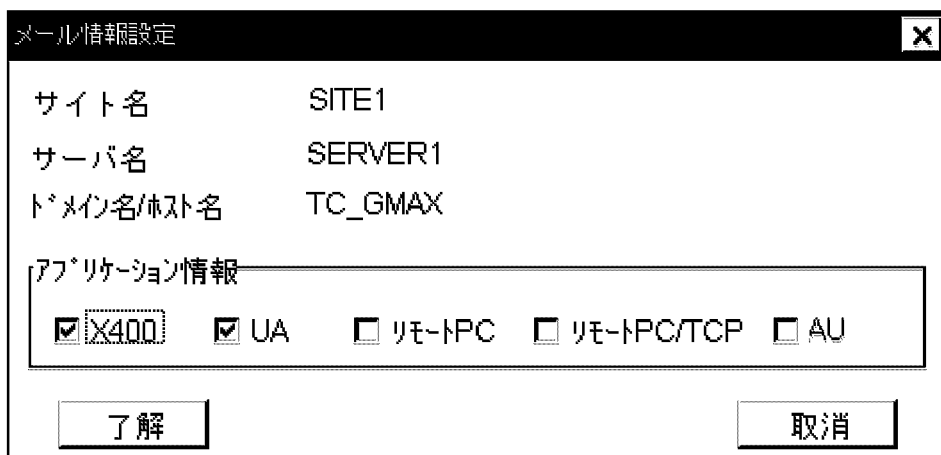 メール情報設定
サイト名 SITE1
サーバ名 SERVER1
ﾄﾞﾒｲﾝ名/ﾎｽﾄ名 TC_GMAX
ｱﾌﾟﾘｹｰｼｮﾝ情報
X400 UA ﾘﾓｰﾄPC ﾘﾓｰﾄPC/TCP AU
了解 取消